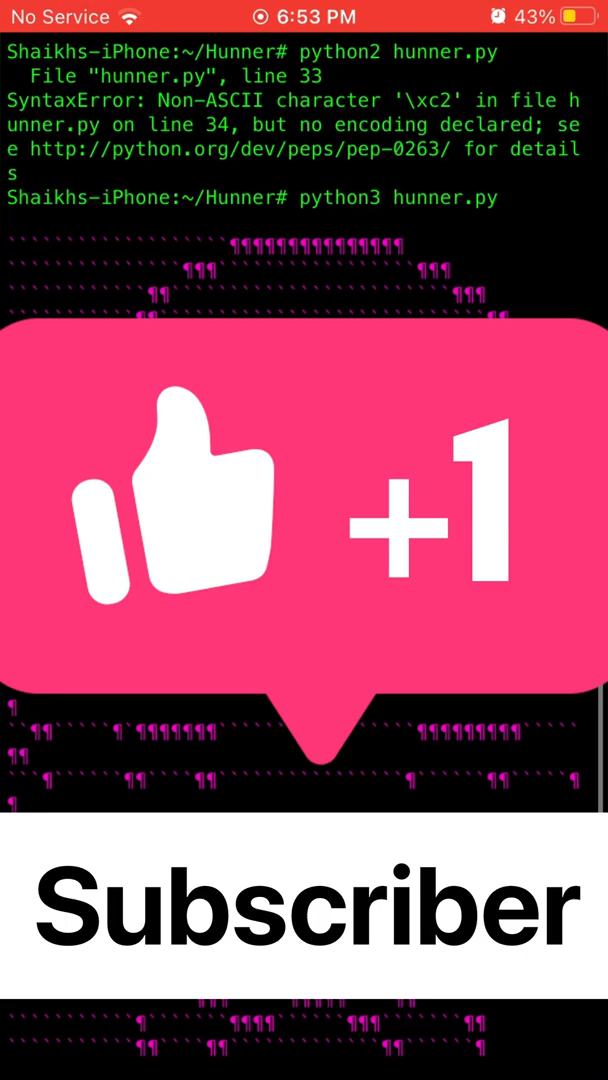 No Service 6:53 PM 43%
Shaikhs-iPhone:~/Hunner# python2 hunner.py
  File "hunner.py", line 33
SyntaxError: Non-ASCII character '\xc2' in file h
unner.py on line 34, but no encoding declared; se
e http://python.org/dev/peps/pep-0263/ for detail
s
Shaikhs-iPhone:~/Hunner# python3 hunner.py
+1
Subscriber